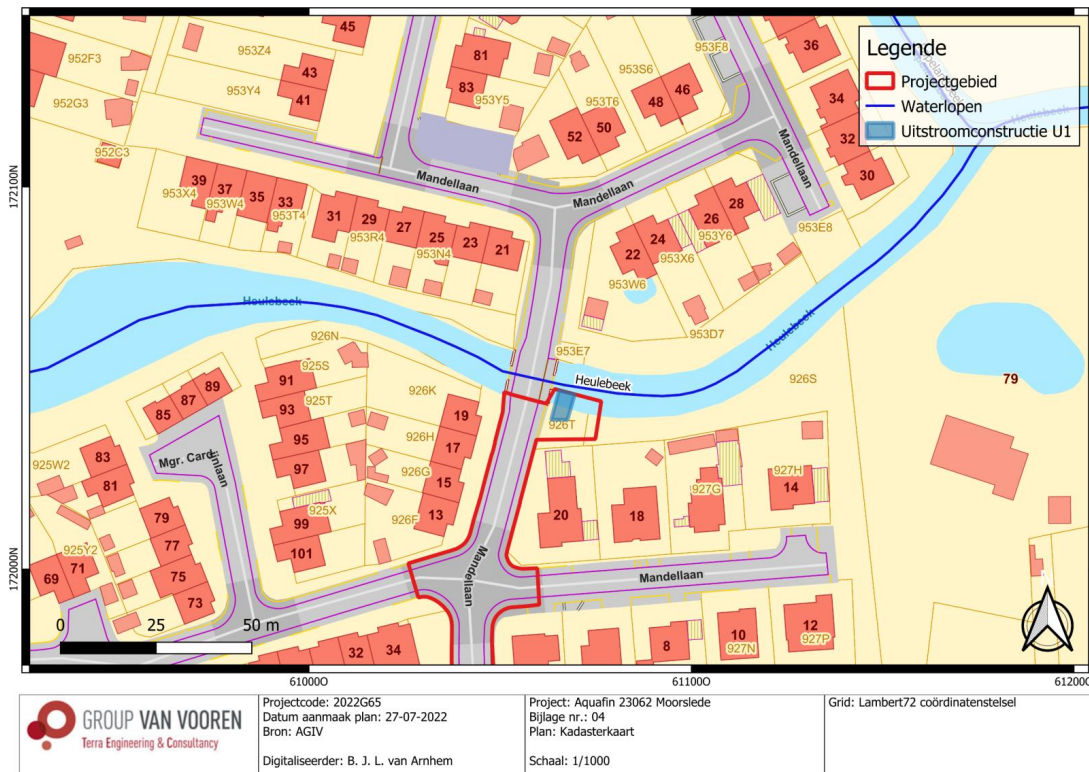 45
952F3
953Z4
43
81
953F8
36
Legende
Projectgebied
Waterlopen
Uitstroomconstructie U1
952G3
953Y4
41
83
953Y5
953S6
48
46
34
Heulebeek
953T6
52
50
32
952C3
Mandellaan
30
172100N
39
37
35
33
953X4
953W4
953T4
Mandellaan
Mandellaan
31
29
27
25
23
21
953R4
953N4
28
26
24
22
953Y6
953X6
953E8
953W6
Heulebeek
953D7
Heulebeek
926N
953E7
Heulebeek
926S
79
925S
91
925T
93
926K
89
87
85
19
926T
95
926H
17
925W2
83
Mgr. Card
ijnlaan
97
926G
15
927G
927H
14
81
79
925X
99
926F
13
20
18
77
101
925Y2
69
71
75
73
Mandellaan
Mandellaan
172000N
0
25
50 m
32
34
8
10
12
927N
927P
610000
611000
612000
GROUP VAN VOOREN
Terra Engineering & Consultancy
Projectcode: 2022G65
Datum aanmaak plan: 27-07-2022
Bron: AGIV
Digitaliseerder: B. J. L. van Arnhem
Project: Aquafin 23062 Moorslede
Bijlage nr.: 04
Plan: Kadasterkaart
Schaal: 1/1000
Grid: Lambert72 coördinatenstelsel